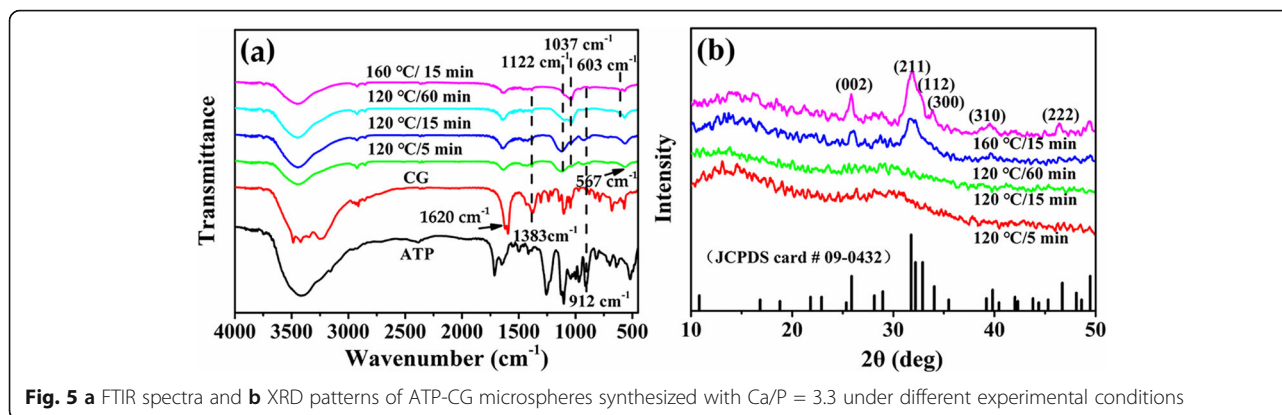 (a)
1037 cm⁻¹
1122 cm⁻¹ 603 cm⁻¹
160 °C/ 15 min
120 °C/60 min
120 °C/15 min
120 °C/5 min
CG
567 cm⁻¹
1620 cm⁻¹
1383cm⁻¹
ATP
912 cm⁻¹
Transmittance
4000 3500 3000 2500 2000 1500 1000 500
Wavenumber (cm⁻¹)
(b)
(211)
(002)
(112)
(300)
(310)
(222)
160 °C/15 min
120 °C/60 min
120 °C/15 min
120 °C/5 min
(JCPDS card # 09-0432)
Intensity
10 20 30 40 50
2θ (deg)
Fig. 5 a FTIR spectra and b XRD patterns of ATP-CG microspheres synthesized with Ca/P = 3.3 under different experimental conditions